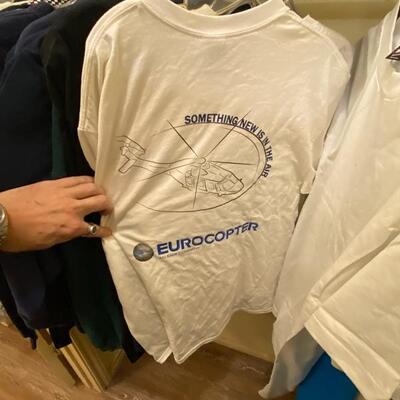 SOMETHING NEW IS IN THE AIR
EUROCOPTER